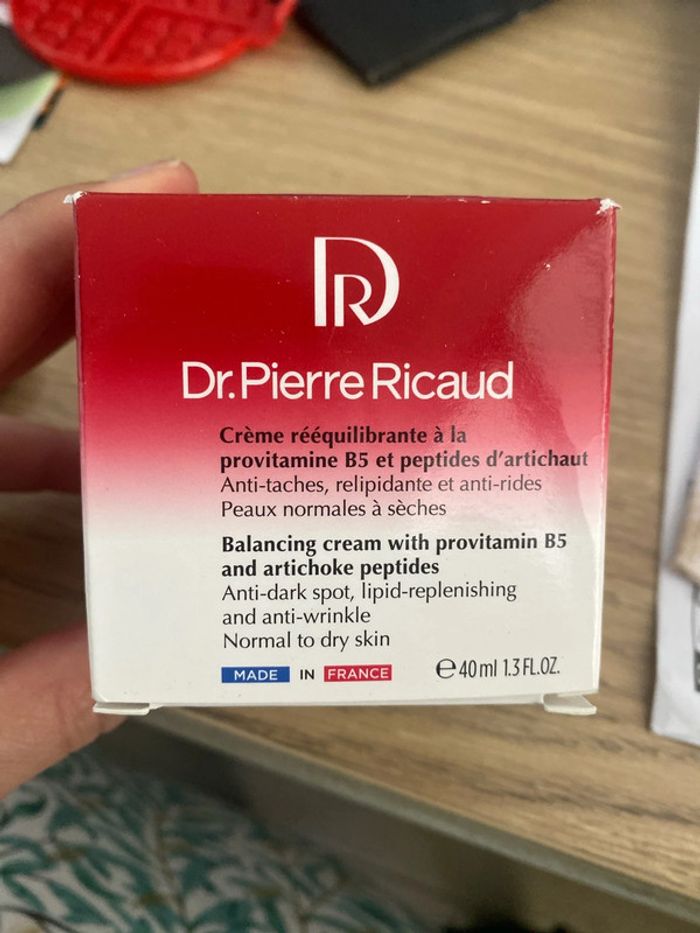 DR
Dr.Pierre Ricaud
Crème rééquilibrante à la
provitamine B5 et peptides d'artichaut
Anti-taches, relipidante et anti-rides
Peaux normales à sèches
Balancing cream with provitamin B5
and artichoke peptides
Anti-dark spot, lipid-replenishing
and anti-wrinkle
Normal to dry skin
MADE IN FRANCE ℮ 40 ml 1.3 FL.OZ.